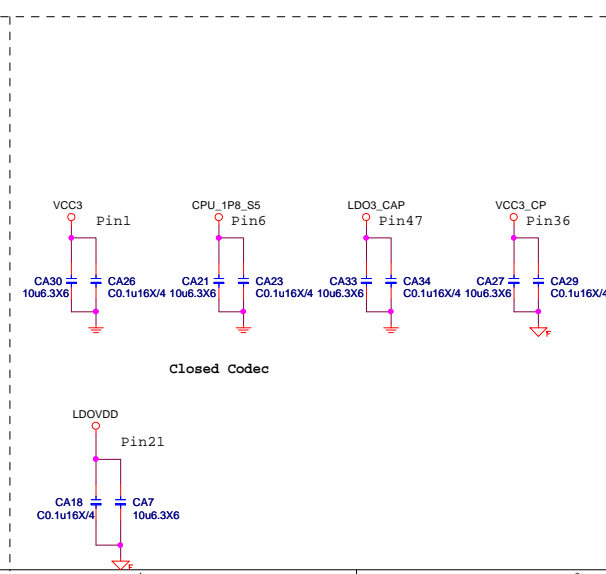 VCC3
Pin1
CPU_1P8_S5
Pin6
LDO3_CAP
Pin47
VCC3_CP
Pin36
CA30
10u6.3X6
CA26
C0.1u16X/4
CA21
10u6.3X6
CA23
C0.1u16X/4
CA33
10u6.3X6
CA34
C0.1u16X/4
CA27
10u6.3X6
CA29
C0.1u16X/4
F
Closed Codec
LDOVDD
Pin21
CA18
C0.1u16X/4
CA7
10u6.3X6
F